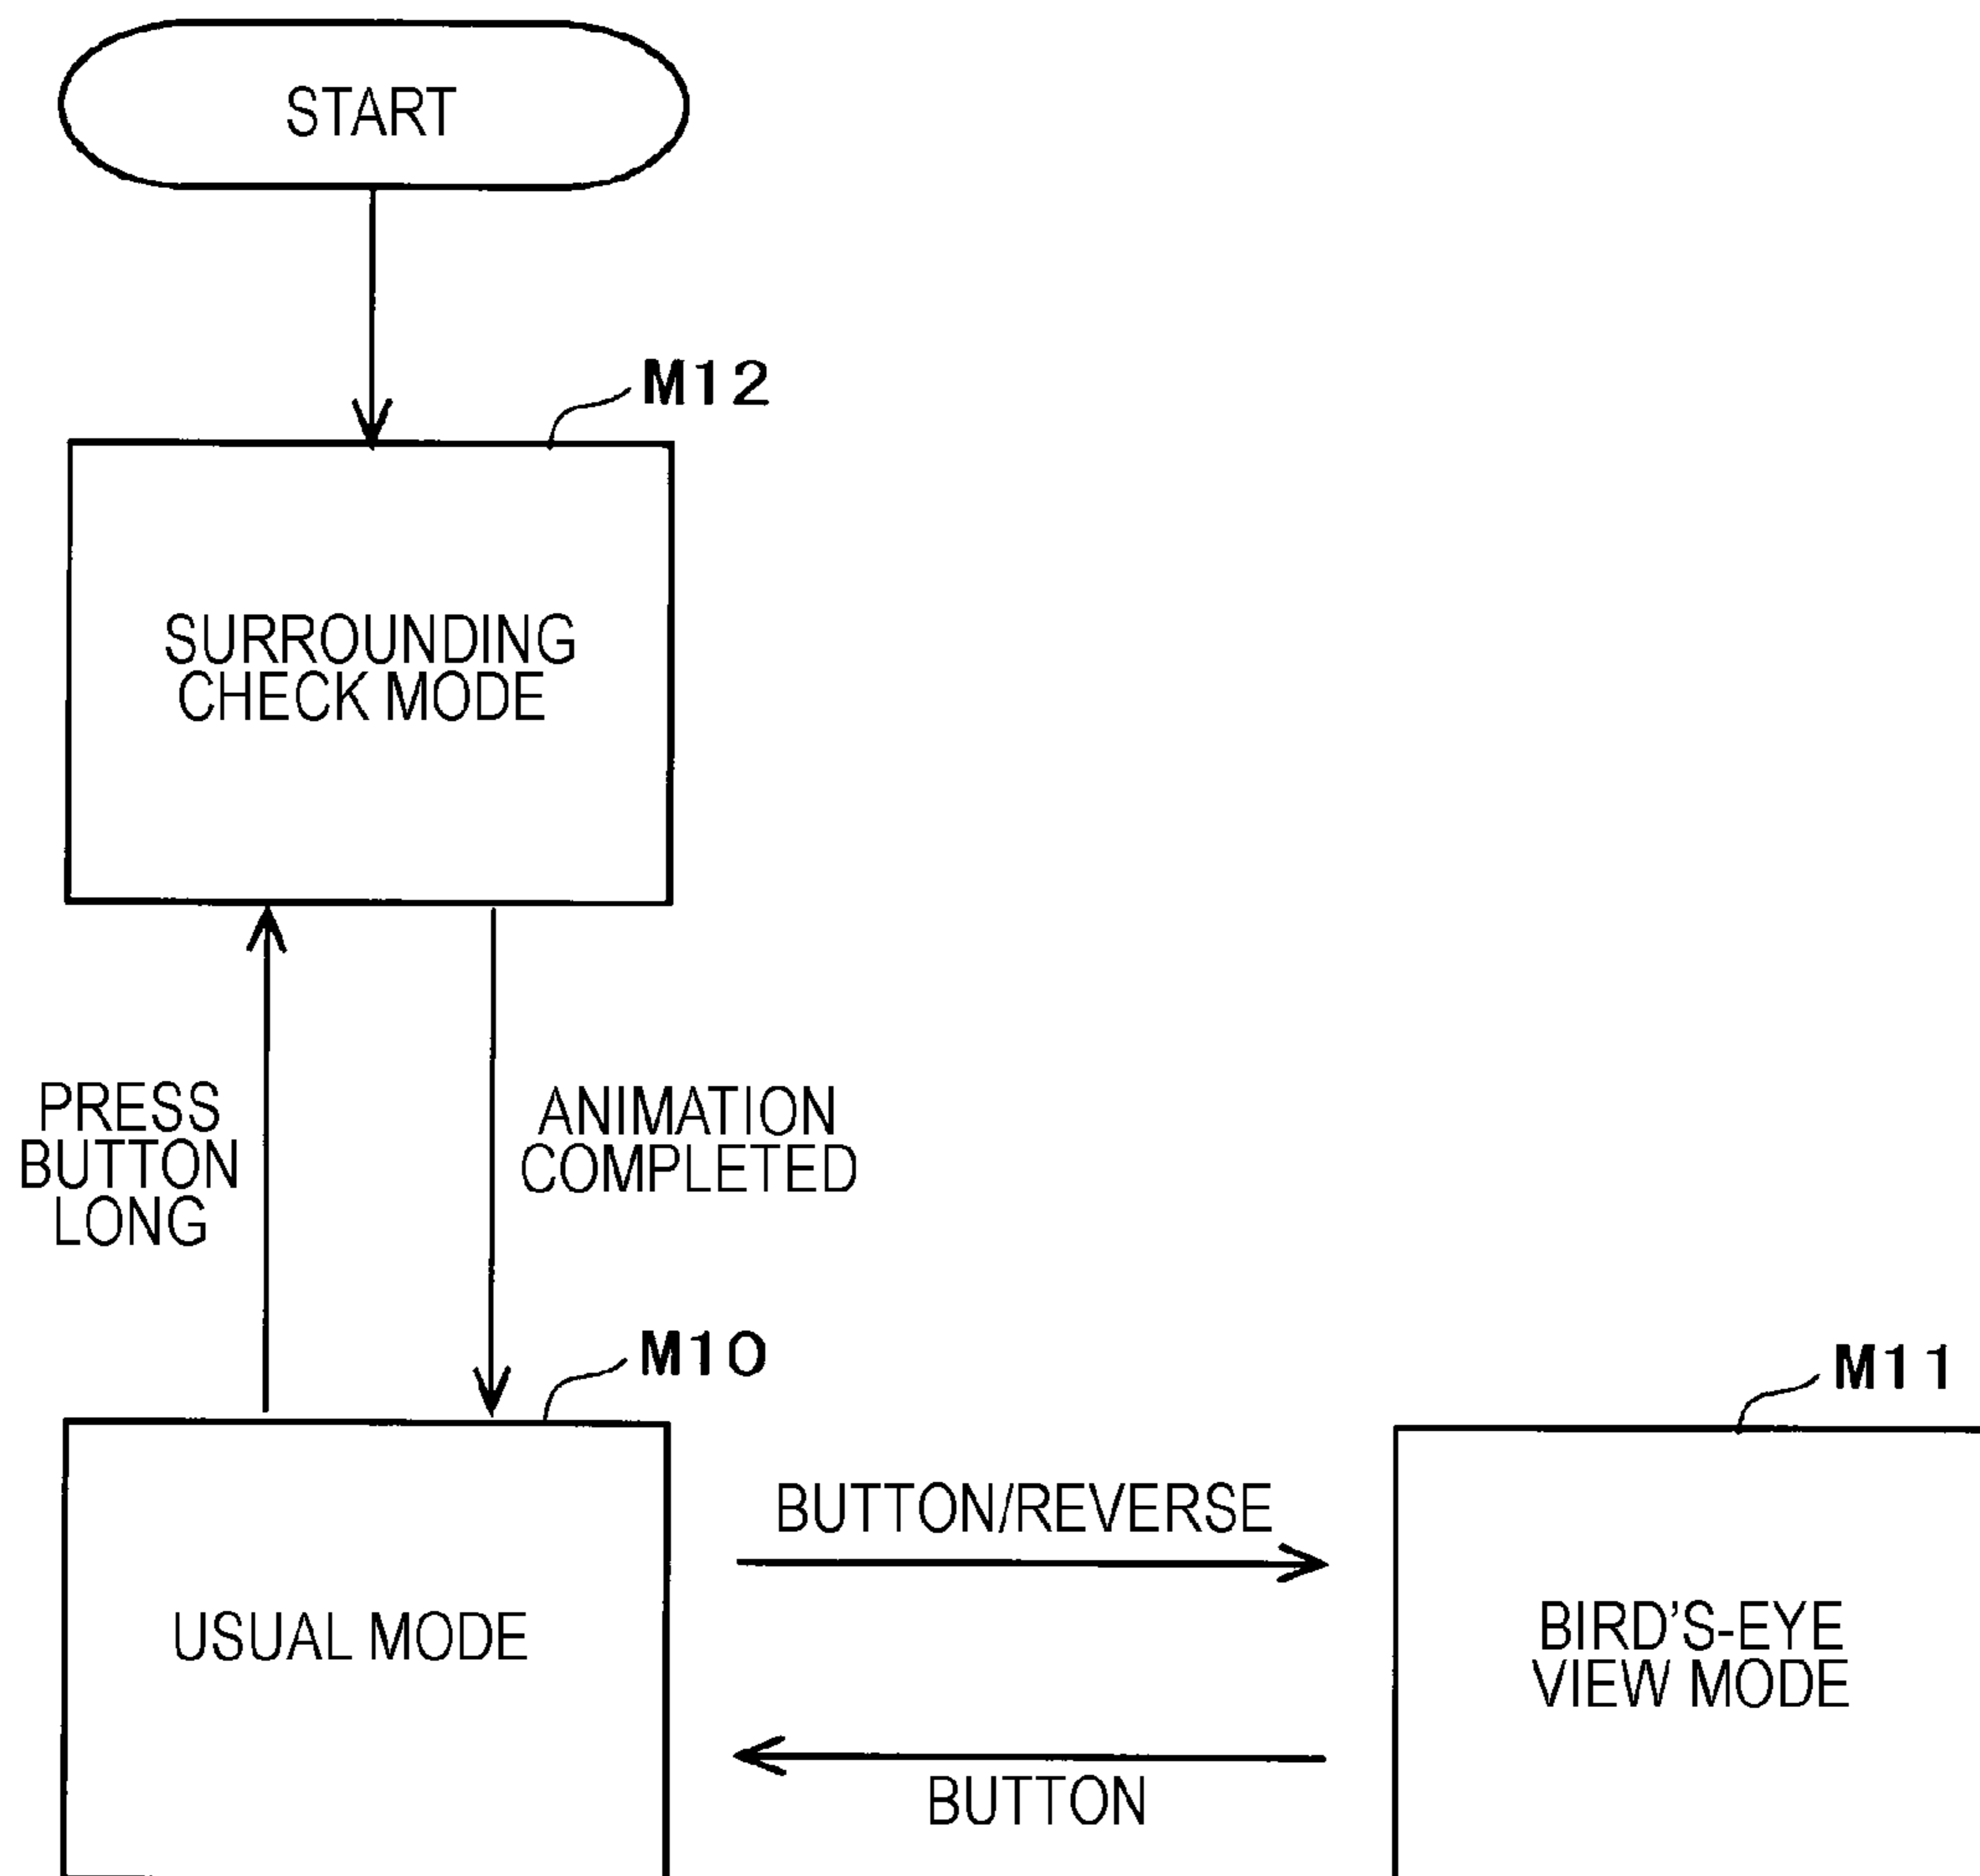 START
M12
SURROUNDING
CHECK MODE
PRESS
BUTTON
LONG
ANIMATION
COMPLETED
M10
M11
BUTTON/REVERSE
USUAL MODE
BIRD'S-EYE
VIEW MODE
BUTTON